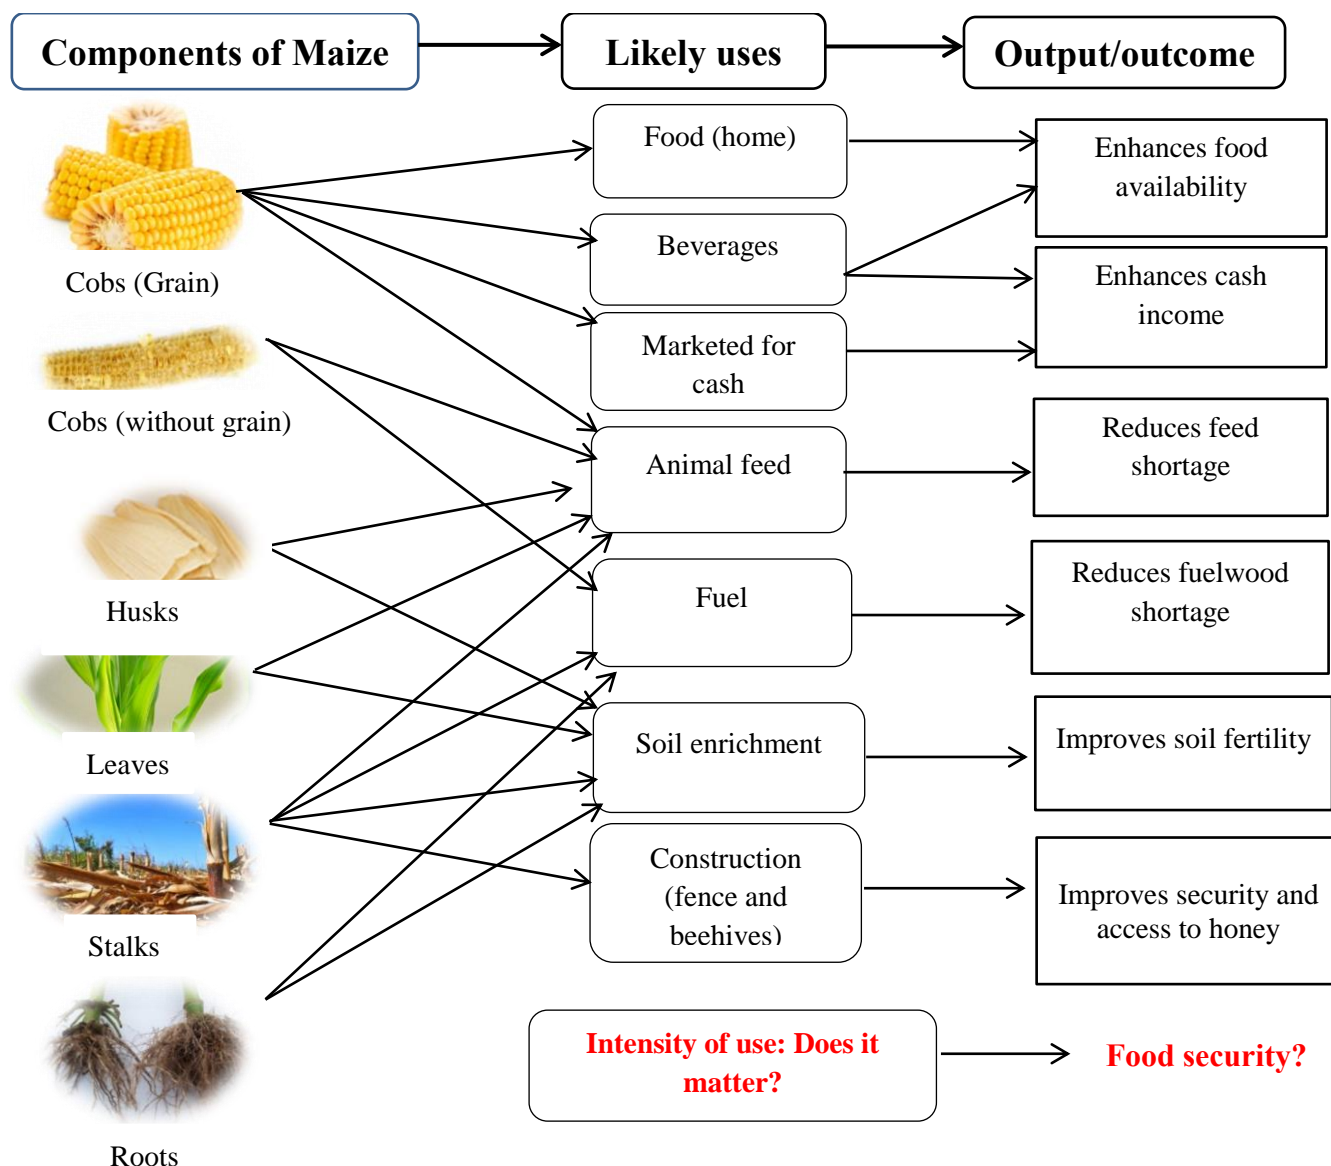 Components of Maize
Likely uses
Output/outcome
Cobs (Grain)
Cobs (without grain)
Husks
Leaves
Stalks
Roots
Food (home)
Beverages
Marketed for
cash
Animal feed
Fuel
Soil enrichment
Construction
(fence and
beehives)
Enhances food
availability
Enhances cash
income
Reduces feed
shortage
Reduces fuelwood
shortage
Improves soil fertility
Improves security and
access to honey
Intensity of use: Does it
matter?
Food security?